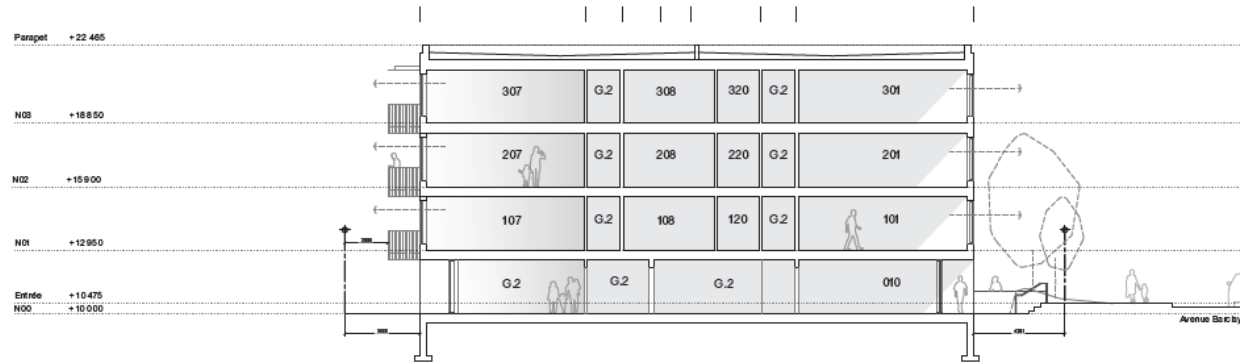 Parapet +22 465
307 G.2 308 320 G.2 301
N03 +18 850
207 G.2 208 220 G.2 201
N02 +15 900
107 G.2 108 120 G.2 101
N01 +12 950
G.2 G.2 G.2 010
Entrée +10 475
N00 +10 000
Avenue Barclay